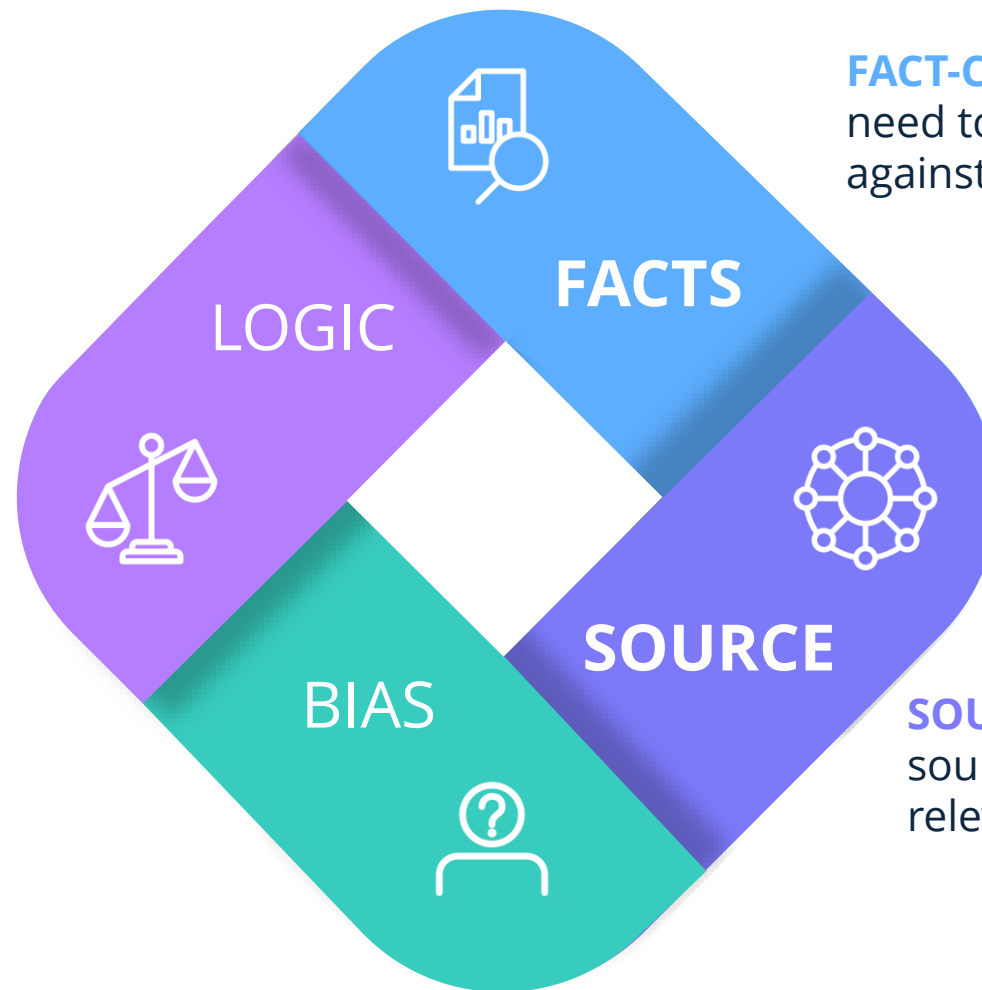 FACT-C
need to
against
FACTS
LOGIC
SOURCE
BIAS
SOU
sou
rele
?